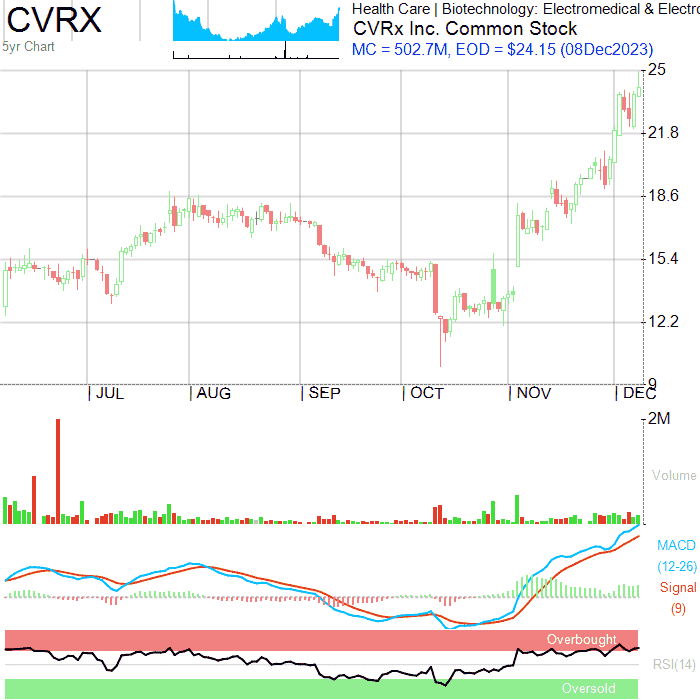 CVRX
5yr Chart
Health Care | Biotechnology: Electromedical & Electro
CVRx Inc. Common Stock
MC = 502.7M, EOD = $24.15 (08Dec2023)
25
21.8
18.6
15.4
12.2
9
JUL AUG SEP OCT NOV DEC
2M
Volume
MACD
(12-26)
Signal
(9)
Overbought
RSI(14)
Oversold